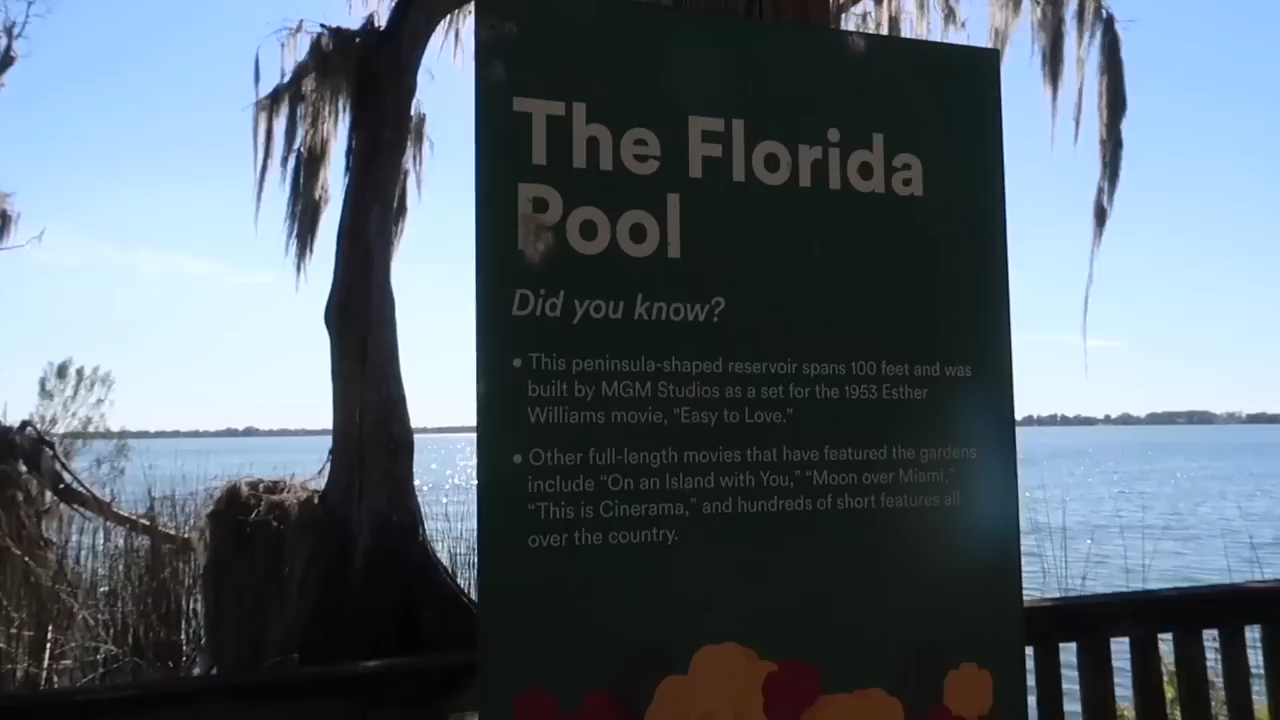 The Florida
Pool
Did you know?
• This peninsula-shaped reservoir spans 100 feet and was
built by MGM Studios as a set for the 1953 Esther
Williams movie, "Easy to Love."
• Other full-length movies that have featured the gardens
include "On an Island with You," "Moon over Miami,"
"This is Cinerama," and hundreds of short features all
over the country.